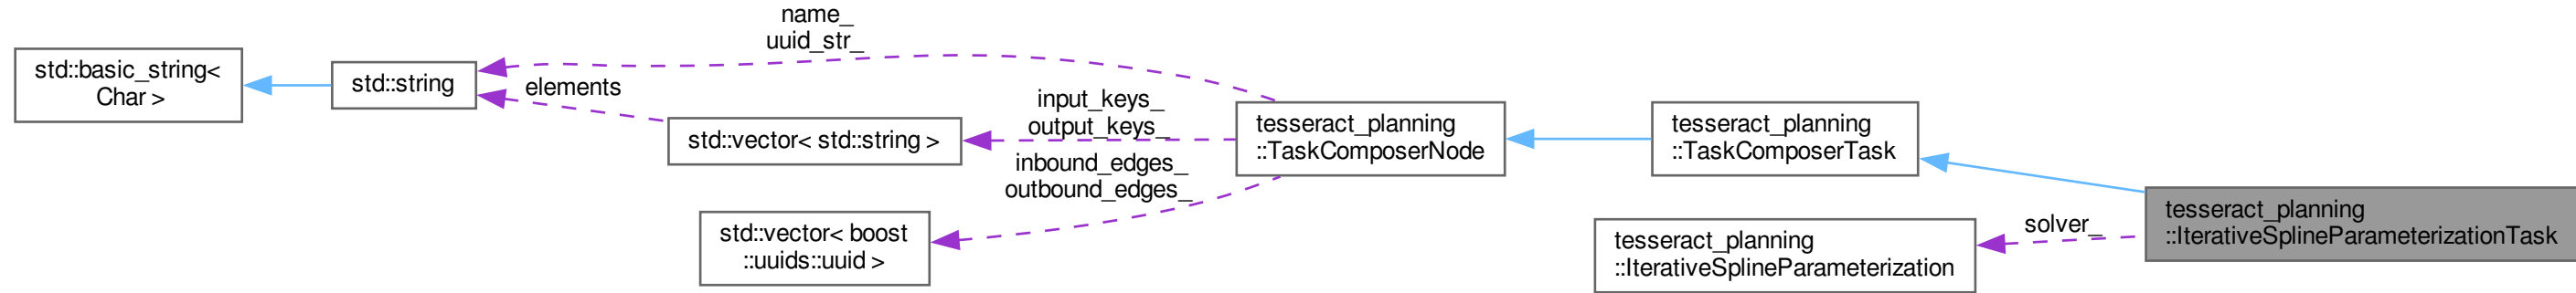 name_
uuid_str_
std::basic_string<
Char >
std::string
elements
std::vector< std::string >
input_keys_
output_keys_
inbound_edges_
outbound_edges_
std::vector< boost
::uuids::uuid >
tesseract_planning
::TaskComposerNode
tesseract_planning
::TaskComposerTask
tesseract_planning
::IterativeSplineParameterization
solver_
tesseract_planning
::IterativeSplineParameterizationTask